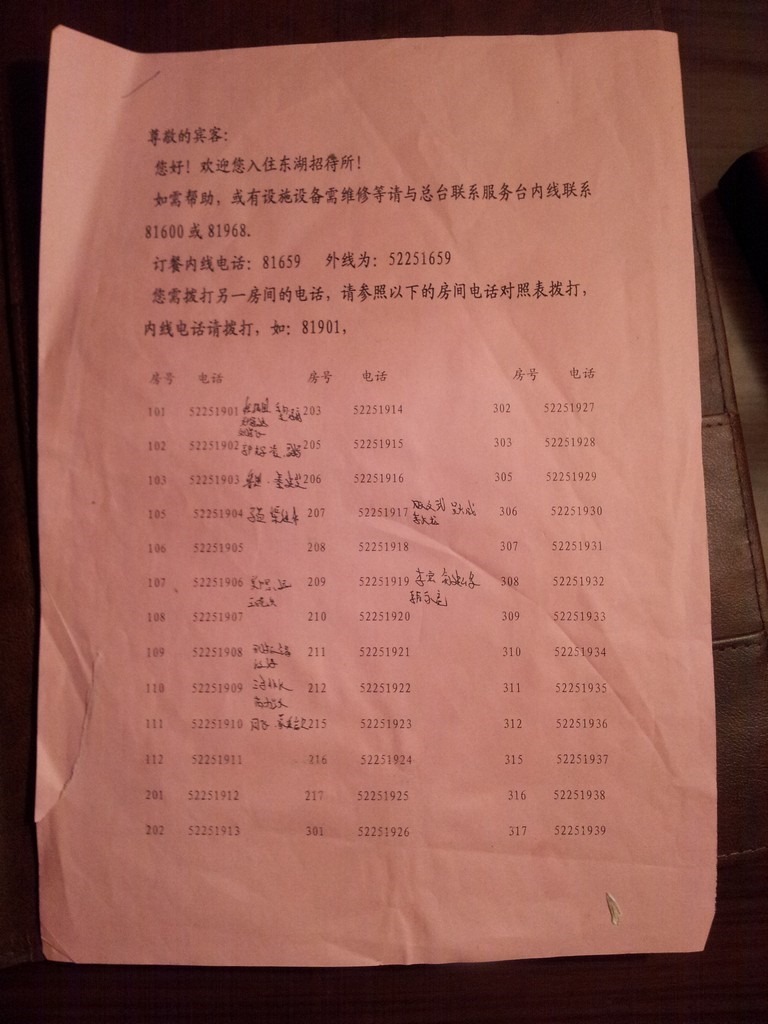 尊敬的宾客：
您好！欢迎您入住东湖招待所！
如需帮助，或有设施设备需维修等请与总台联系服务台内线联系
81600 或 81968.
订餐内线电话：81659 外线为：52251659
您需拨打另一房间的电话，请参照以下的房间电话对照表拨打，
内线电话请拨打，如：81901，
房号 电话 房号 电话 房号 电话
101 52251901 203 52251914 302 52251927
102 52251902 205 52251915 303 52251928
103 52251903 206 52251916 305 52251929
105 52251904 207 52251917 306 52251930
106 52251905 208 52251918 307 52251931
107 52251906 209 52251919 308 52251932
108 52251907 210 52251920 309 52251933
109 52251908 211 52251921 310 52251934
110 52251909 212 52251922 311 52251935
111 52251910 215 52251923 312 52251936
112 52251911 216 52251924 315 52251937
201 52251912 217 52251925 316 52251938
202 52251913 301 52251926 317 52251939